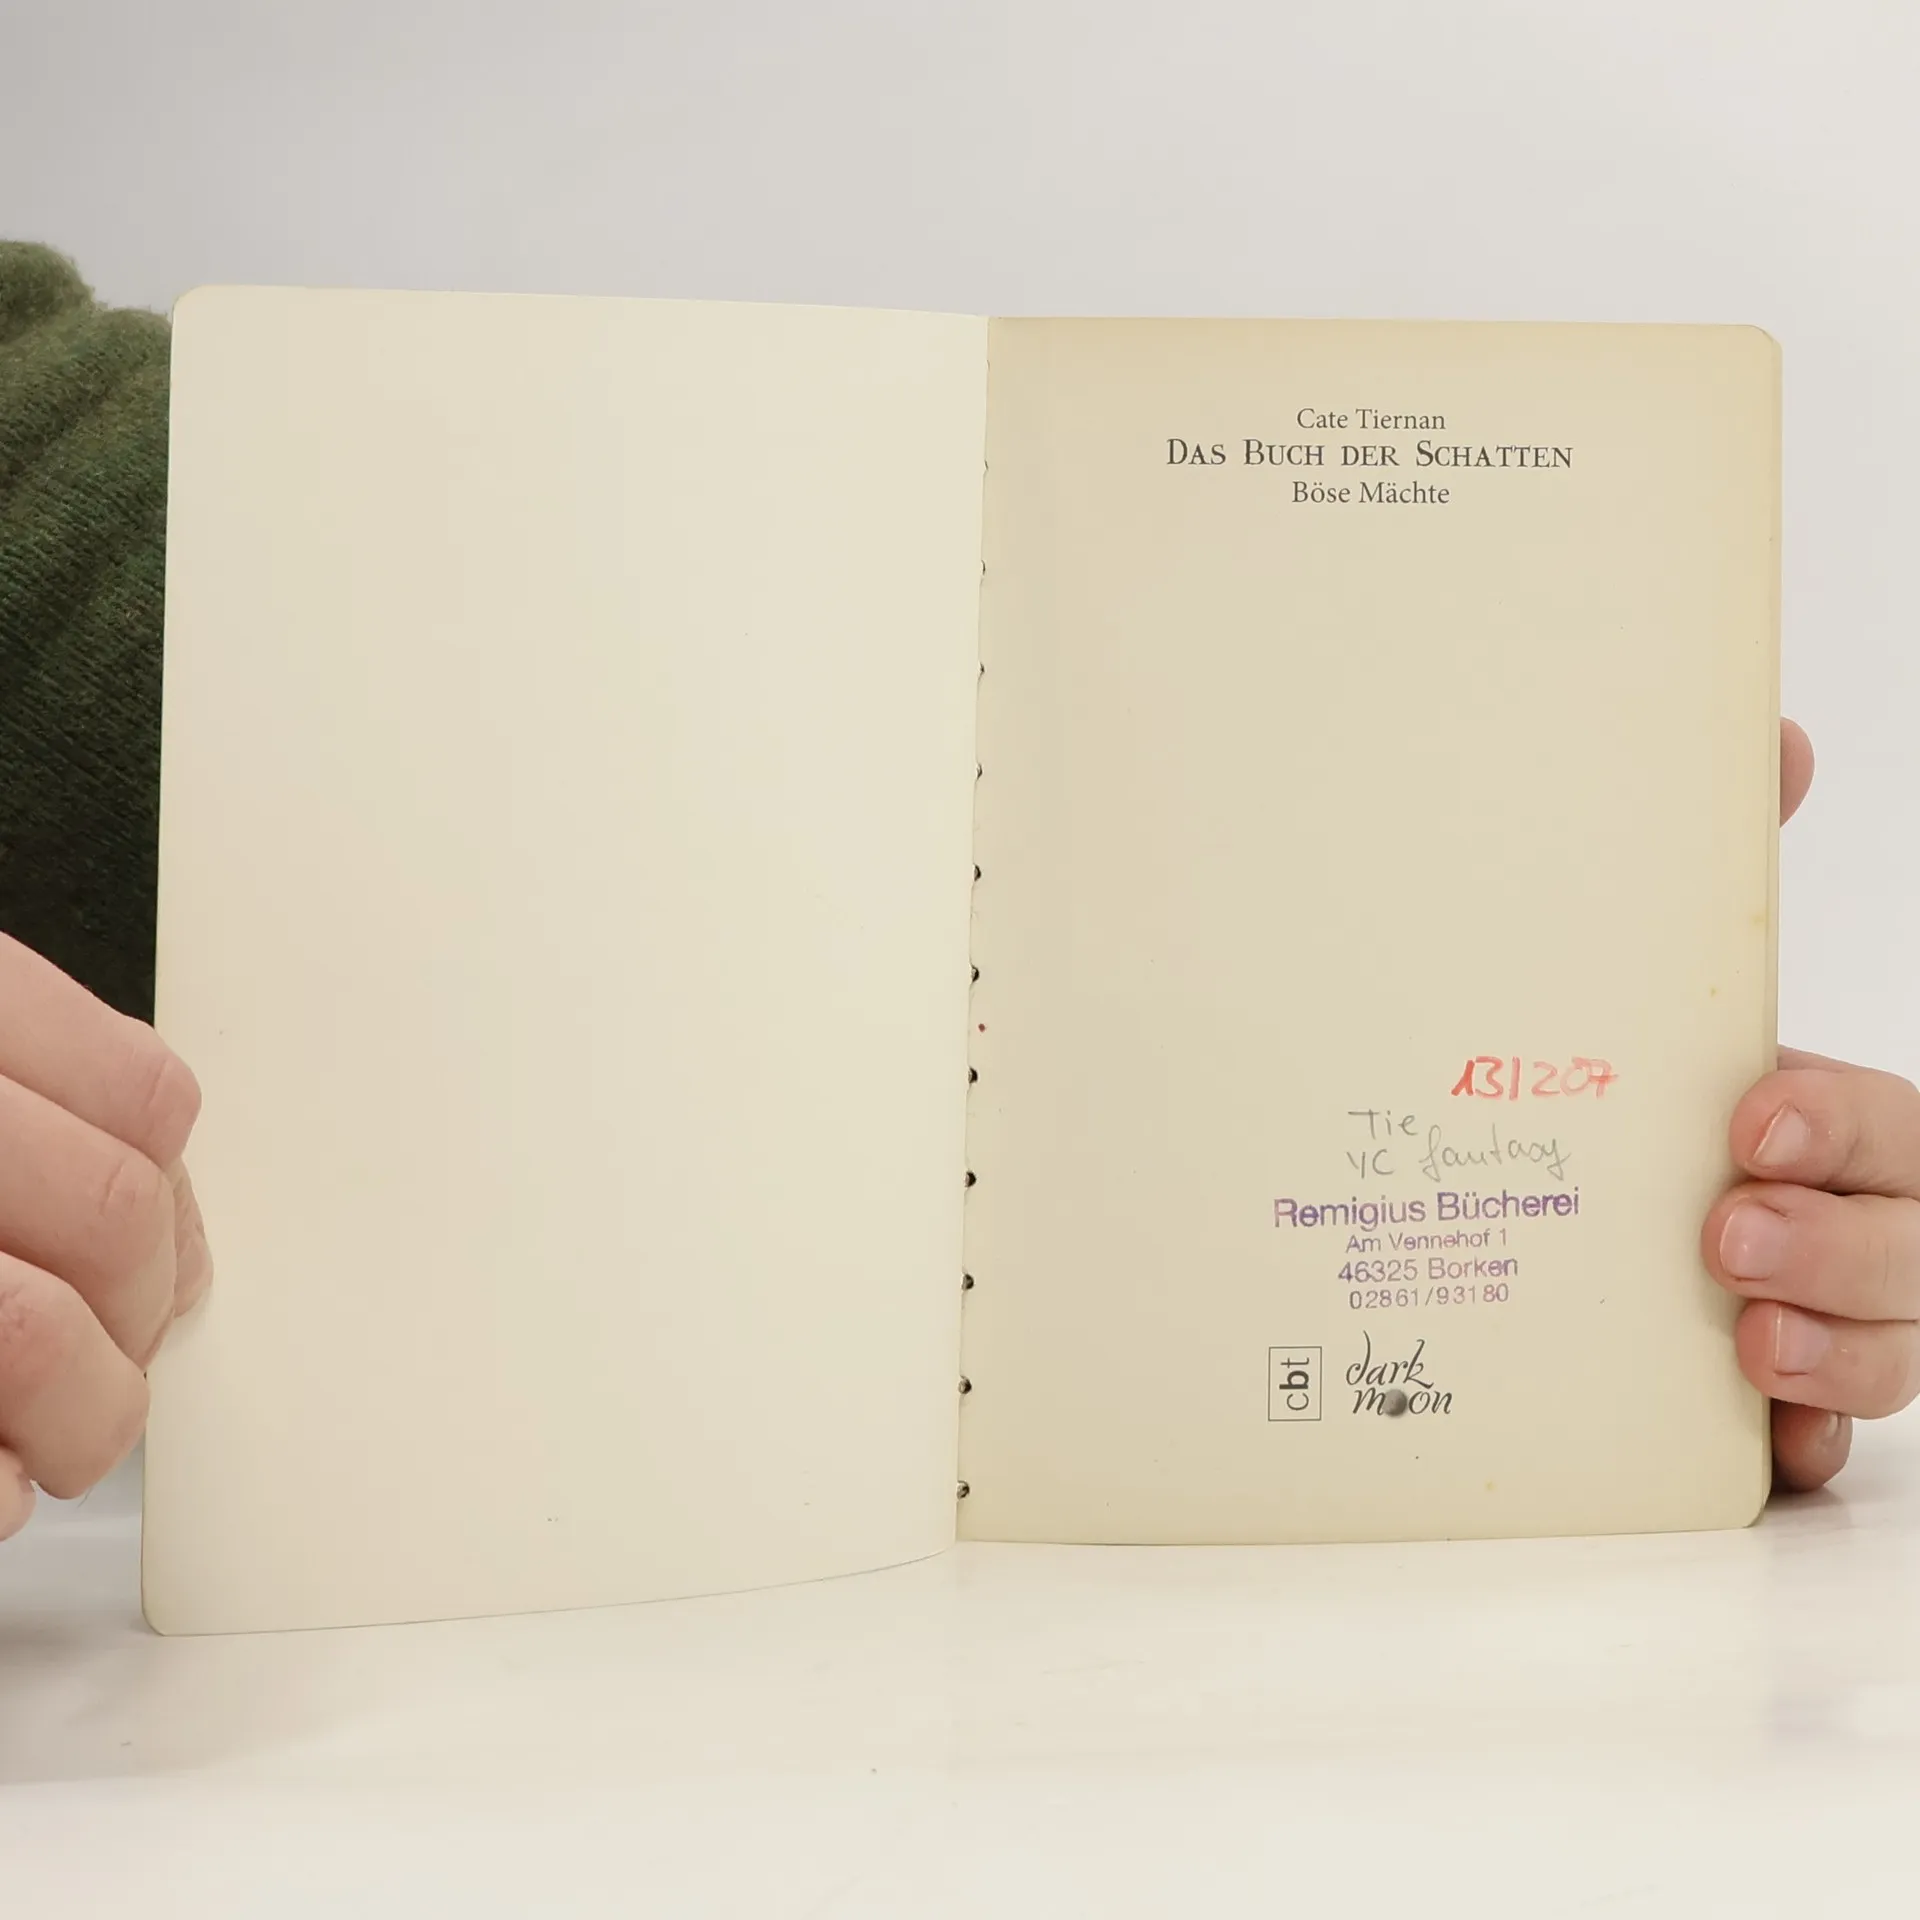 Cate Tiernan
DAS BUCH DER SCHATTEN
Böse Mächte
13/207
Tie
YC fantasy
Remigius Bücherei
Am Vennehof 1
46325 Borken
02861/93180
cbt
dark
moon